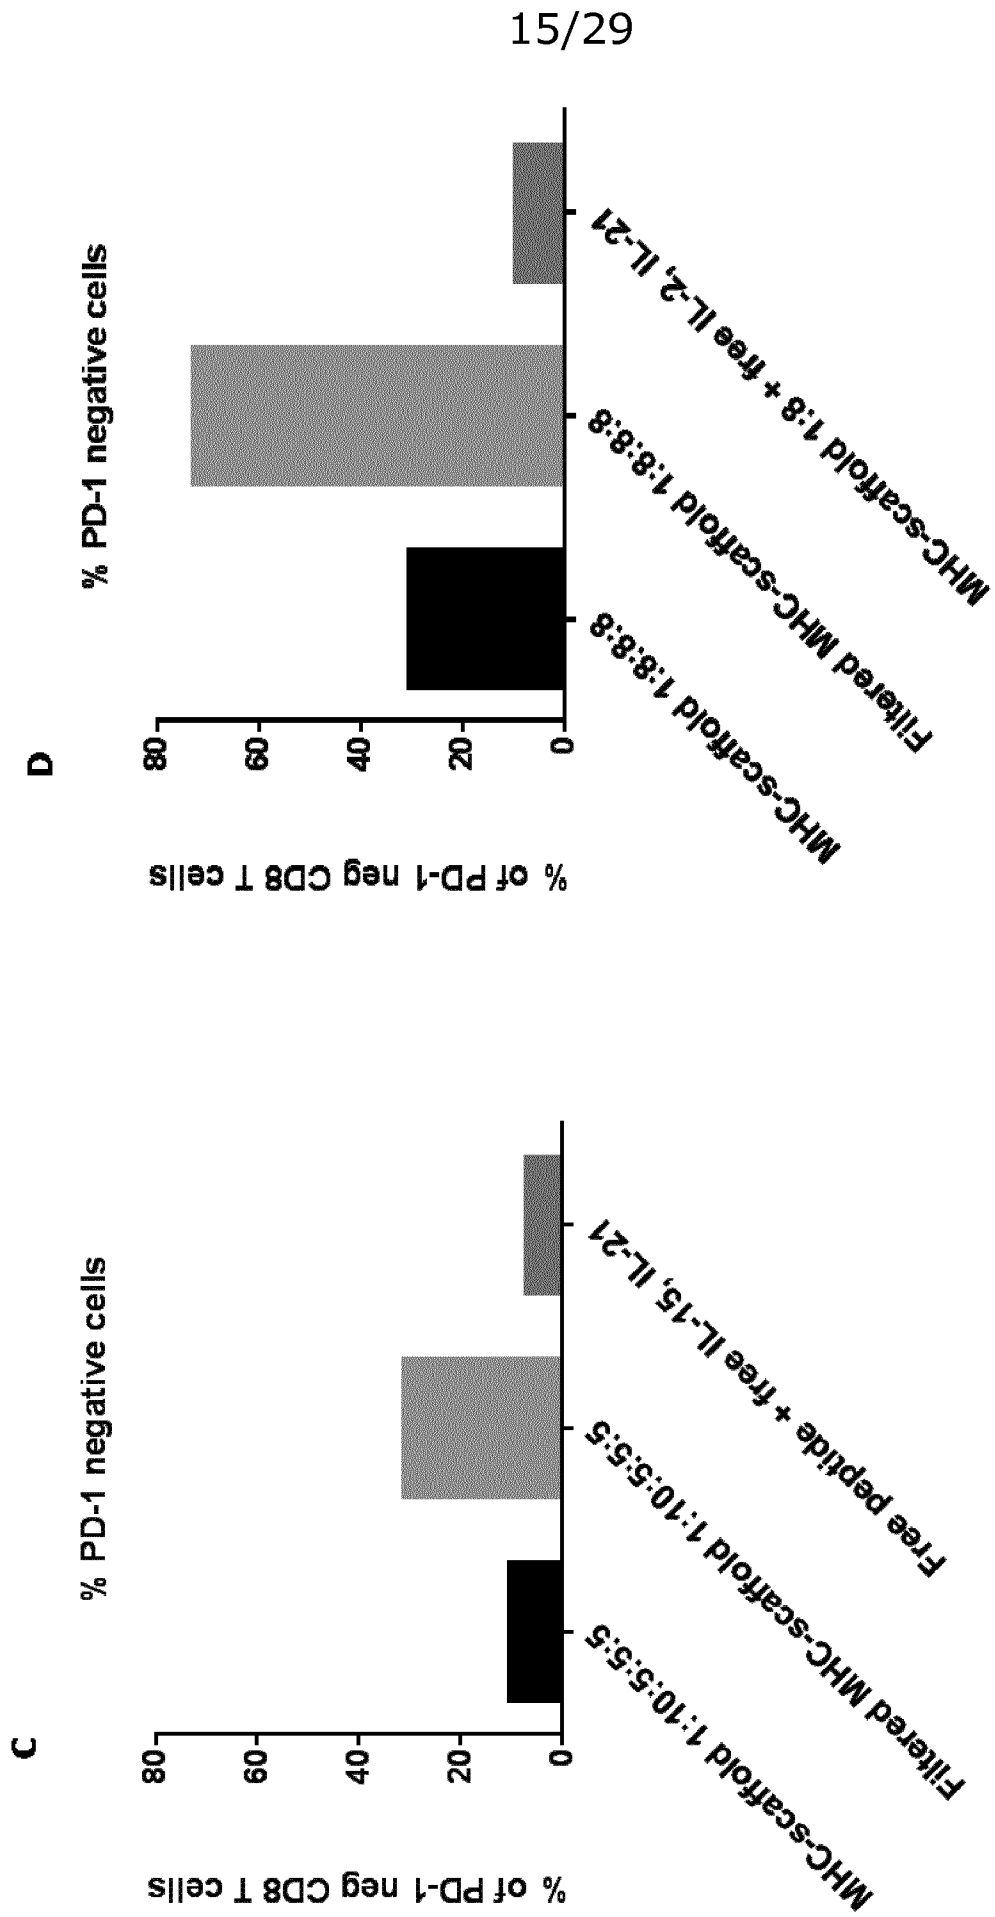 15/29
C
% PD-1 negative cells
% of PD-1 neg CD8 T cells
80
60
40
20
0
MHC-scaffold 1:10:5:5:5
Filtered MHC-scaffold 1:10:5:5:5
Free peptide + free IL-15, IL-21
D
% PD-1 negative cells
% of PD-1 neg CD8 T cells
80
60
40
20
0
MHC-scaffold 1:8:8:8
Filtered MHC-scaffold 1:8:8:8
MHC-scaffold 1:8 + free IL-2, IL-21